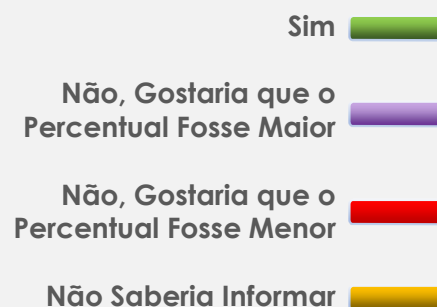 Sim
Não, Gostaria que o
Percentual Fosse Maior
Não, Gostaria que o
Percentual Fosse Menor
Não Saberia Informar